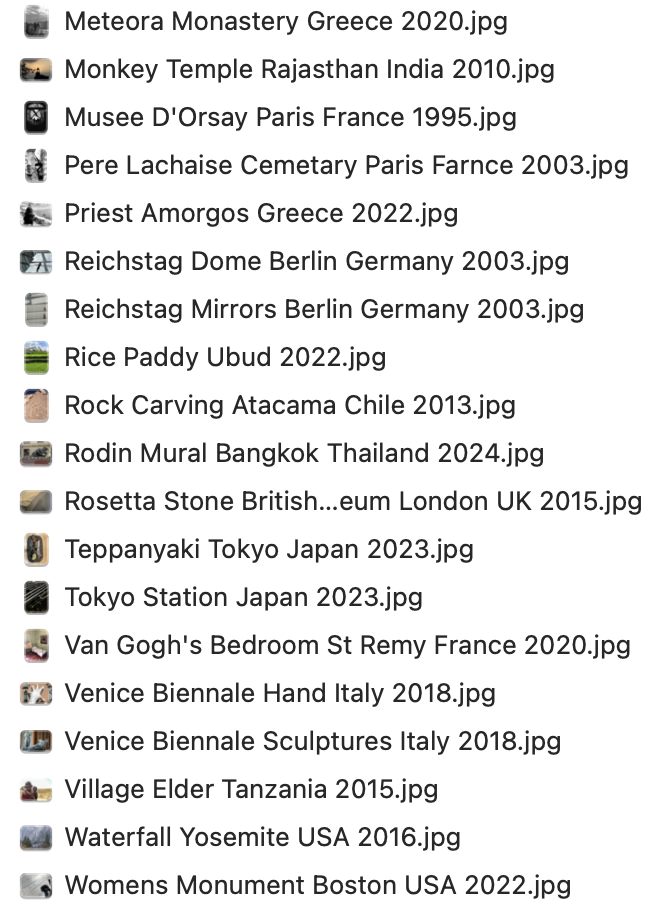 Meteora Monastery Greece 2020.jpg
Monkey Temple Rajasthan India 2010.jpg
Musee D'Orsay Paris France 1995.jpg
Pere Lachaise Cemetary Paris Farnce 2003.jpg
Priest Amorgos Greece 2022.jpg
Reichstag Dome Berlin Germany 2003.jpg
Reichstag Mirrors Berlin Germany 2003.jpg
Rice Paddy Ubud 2022.jpg
Rock Carving Atacama Chile 2013.jpg
Rodin Mural Bangkok Thailand 2024.jpg
Rosetta Stone British...eum London UK 2015.jpg
Teppanyaki Tokyo Japan 2023.jpg
Tokyo Station Japan 2023.jpg
Van Gogh's Bedroom St Remy France 2020.jpg
Venice Biennale Hand Italy 2018.jpg
Venice Biennale Sculptures Italy 2018.jpg
Village Elder Tanzania 2015.jpg
Waterfall Yosemite USA 2016.jpg
Womens Monument Boston USA 2022.jpg